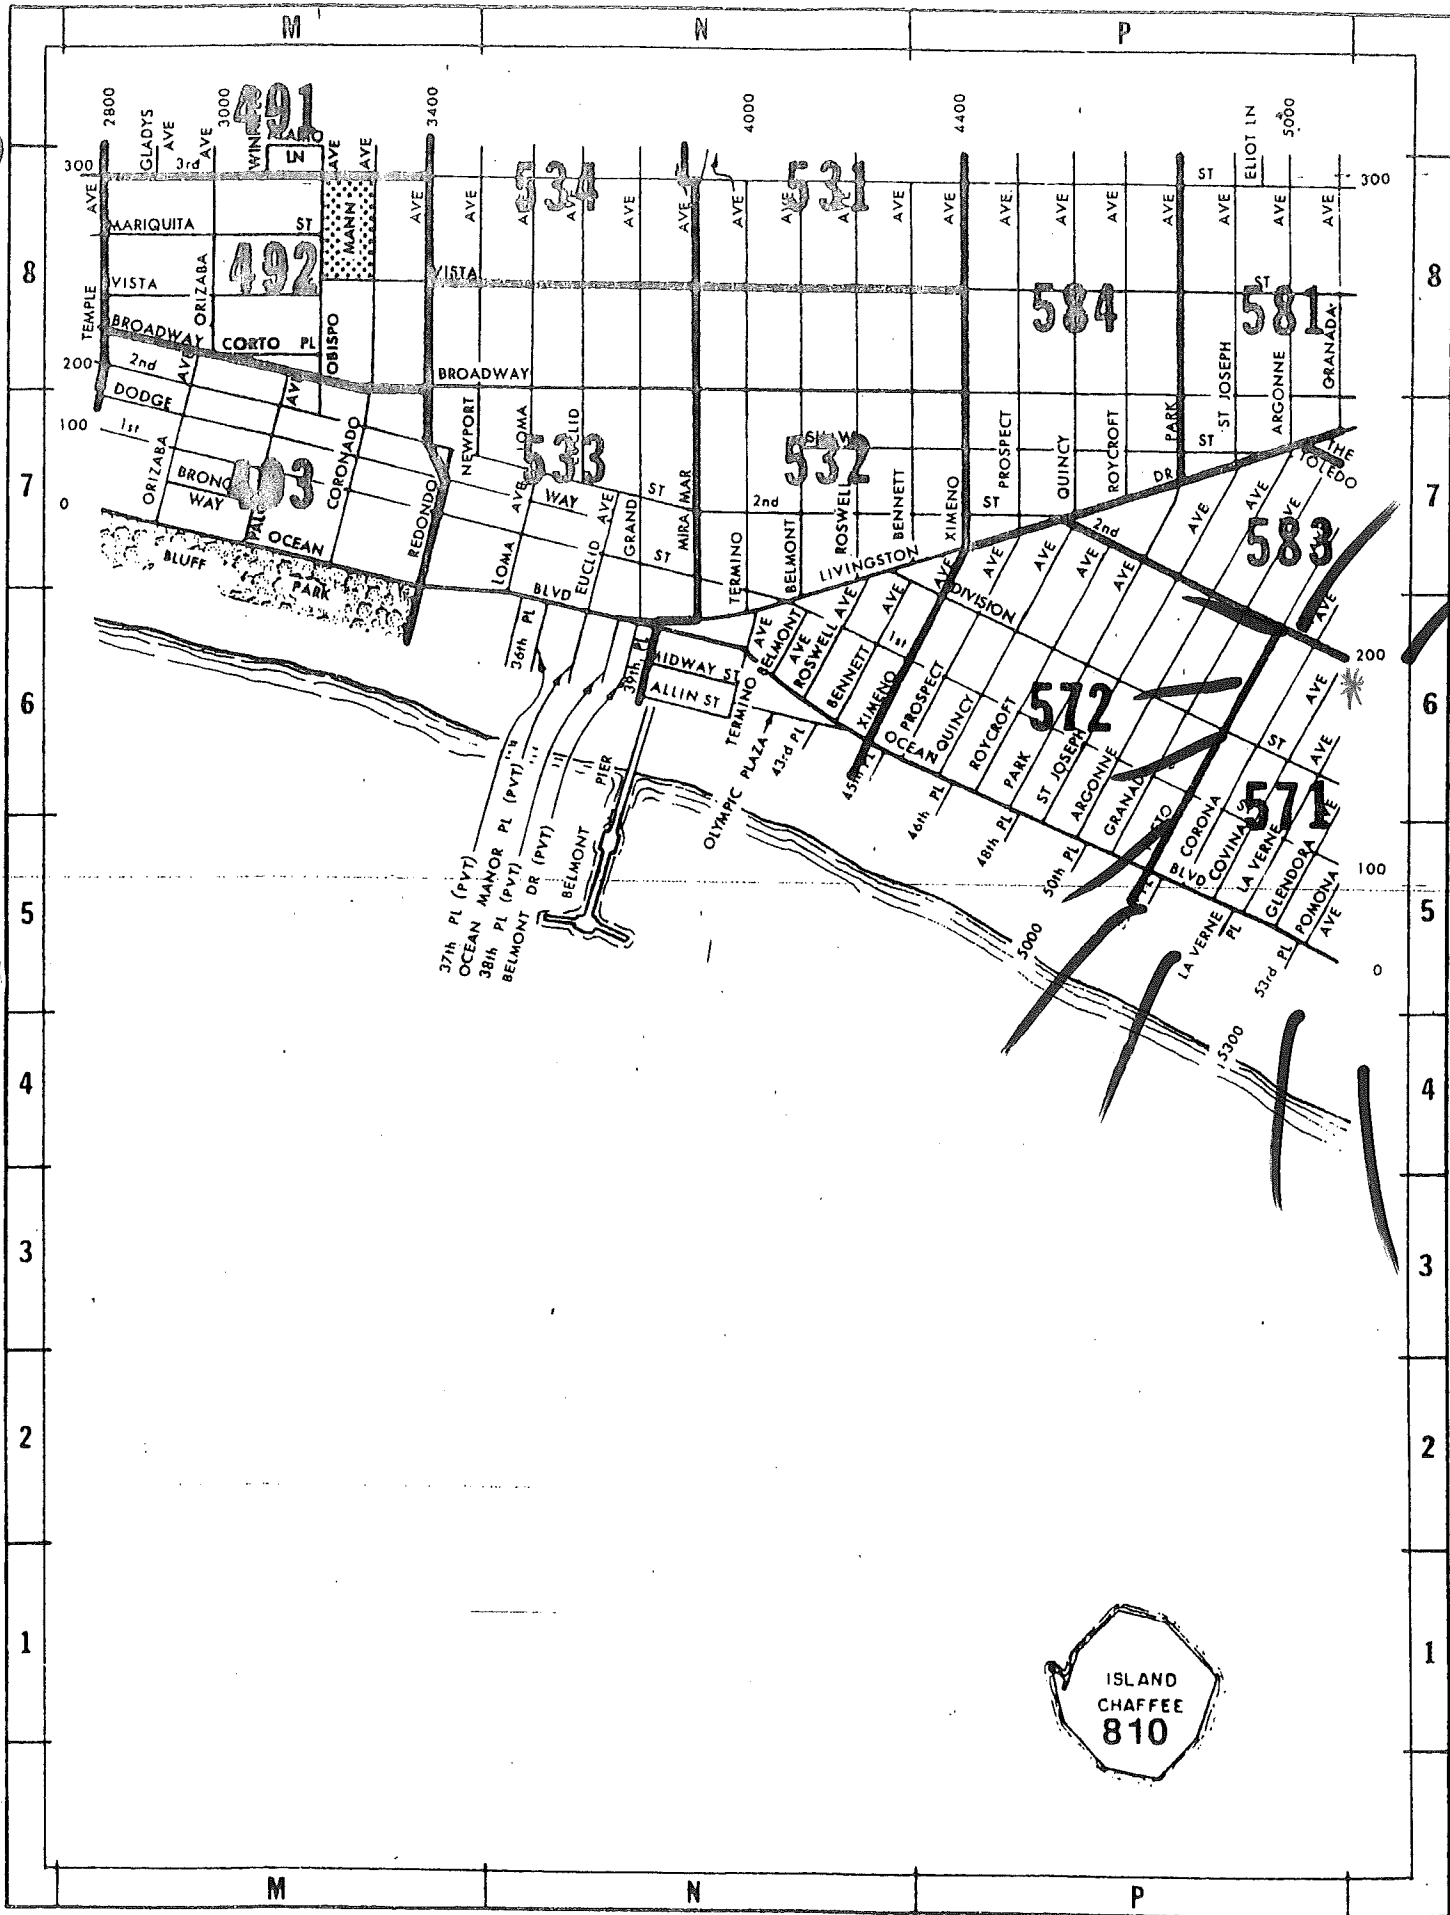 M N P
2800
GLADYS AVE
3000
AVE
491
LN
AVE
AVE
3400
4000
4400
ELIOT LN
5000
300
3rd
ST
300
AVE
AVE
AVE
534
AVE
AVE
AVE
531
AVE
AVE
AVE
AVE
AVE
AVE
AVE
AVE
AVE
MARIQUITA ST
MANN
8
492
8
VISTA
ORIZABA
VISTA
ST
584
581
TEMPLE
BROADWAY
CORTO PL
OBISPO
GRANADA
200
2nd
AVE
AVE
BROADWAY
ST JOSEPH
ARGONNE
DODGE
100
1st
ORIZABA
CORONADO
NEWPORT
LOMA
533
532
PROSPECT
QUINCY
ROYCROFT
PARK
ST
THE TOLEDO
7
BRONCE WAY
WAY
ST
2nd
ROSWELL
BENNETT
XIMENO
ST
DR
7
0
OCEAN
REDONDO
AVE
AVE
GRAND
ST
MIRA MAR
AVE
AVE
583
BLUFF PARK
LOMA
BLVD
EUCLID
TERMINO
BELMONT
LIVINGSTON
AVE
AVE
AVE
AVE
2nd
AVE
DIVISION
36th PL
39th PL
MIDWAY ST
ALLIN ST
AVE
BELMONT
AVE
ROSWELL AVE
BENNETT
AVE
1st
XIMENO
PROSPECT
200
6
TERMINO
OCEAN
QUINCY
ROYCROFT
PARK
572
AVE
6
OLYMPIC PLAZA
43rd PL
45th PL
46th PL
48th PL
50th PL
ST JOSEPH
ARGONNE
ST
AVE
571
PIER
BELMONT
CORONA
COVINA
LA VERNE
GLENDORA
POMONA AVE
BLVD
100
5
37th PL (PVT)
OCEAN MANOR PL (PVT)
38th PL (PVT)
BELMONT DR (PVT)
5000
LA VERNE PL
53rd PL
0
5
5300
4 4
3 3
2 2
1 1
ISLAND
CHAFFEE
810
M N P